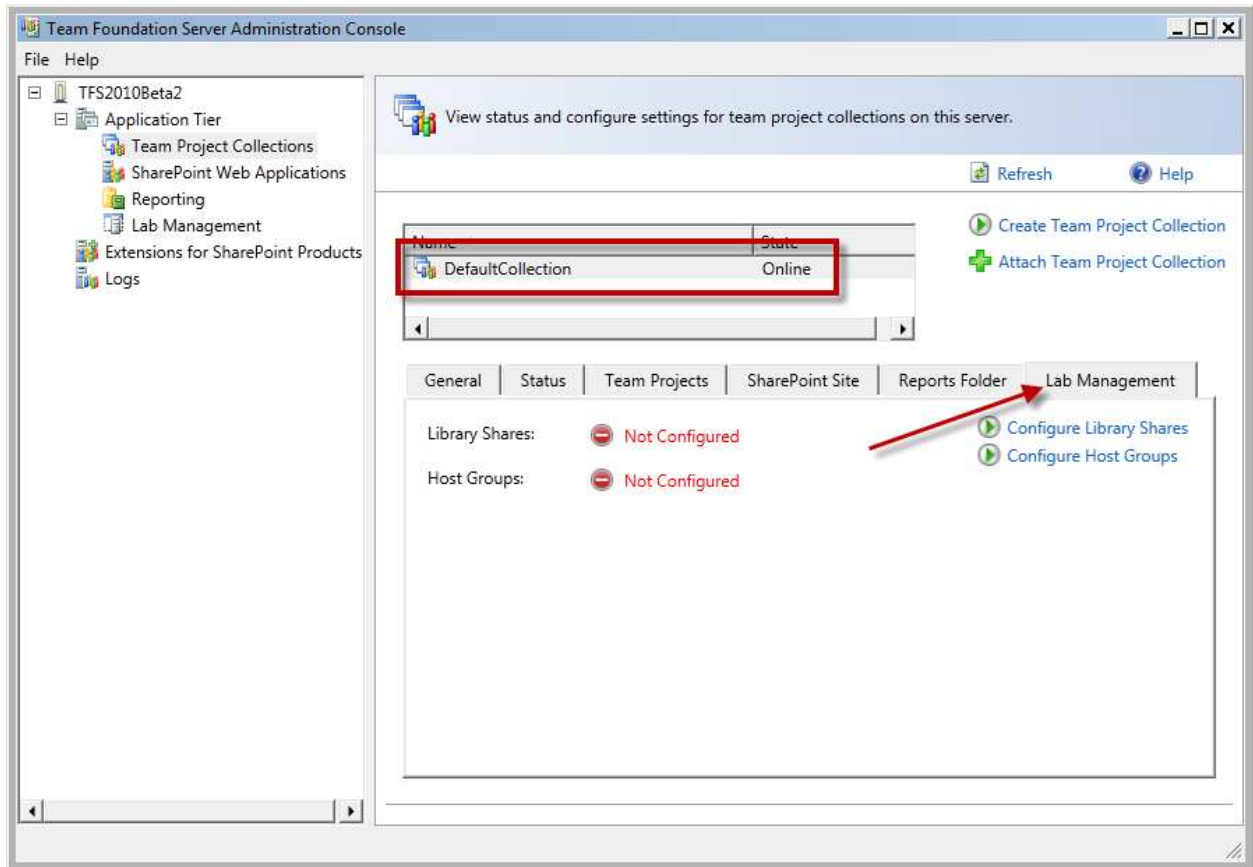 Team Foundation Server Administration Console
File Help
TFS2010Beta2
Application Tier
Team Project Collections
SharePoint Web Applications
Reporting
Lab Management
Extensions for SharePoint Products
Logs
View status and configure settings for team project collections on this server.
Refresh Help
Name State
DefaultCollection Online
Create Team Project Collection
Attach Team Project Collection
General Status Team Projects SharePoint Site Reports Folder Lab Management
Library Shares: Not Configured
Host Groups: Not Configured
Configure Library Shares
Configure Host Groups